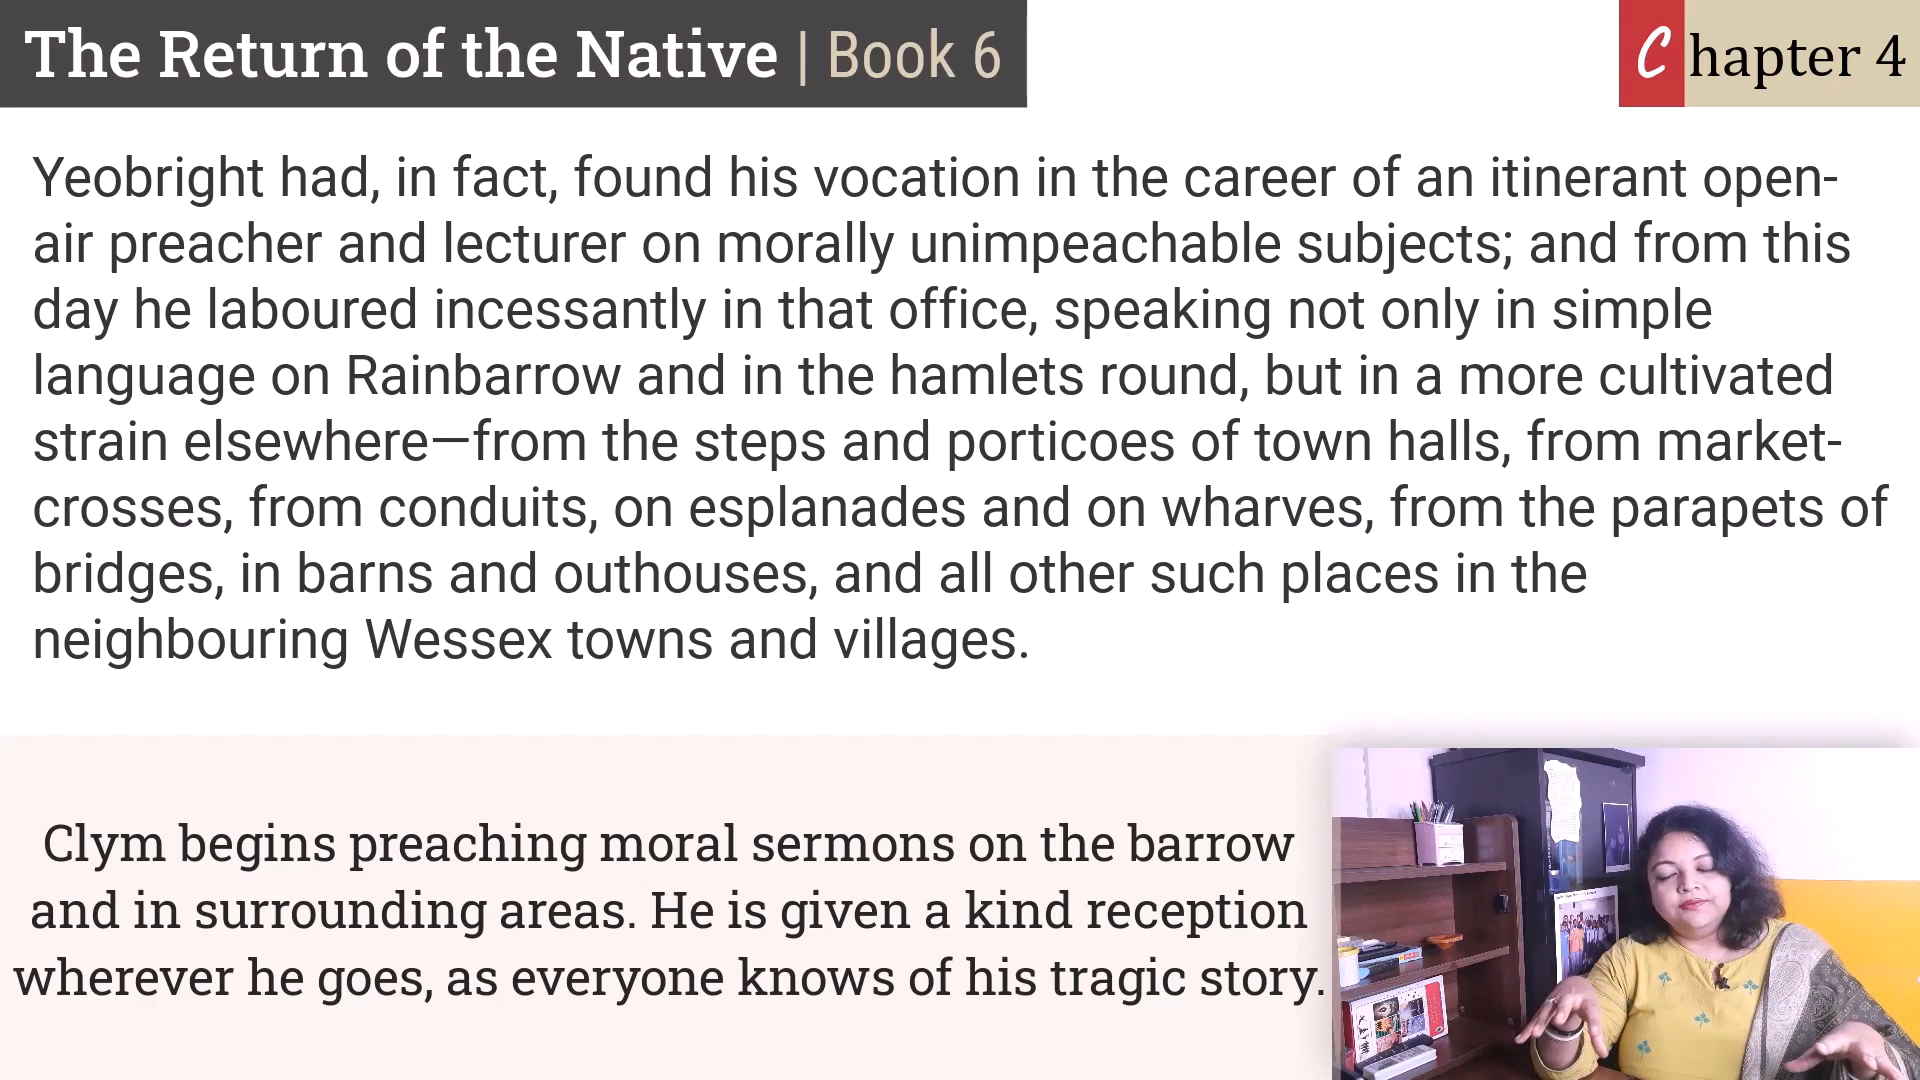 The Return of the Native | Book 6
Chapter 4
Yeobright had, in fact, found his vocation in the career of an itinerant open-
air preacher and lecturer on morally unimpeachable subjects; and from this
day he laboured incessantly in that office, speaking not only in simple
language on Rainbarrow and in the hamlets round, but in a more cultivated
strain elsewhere—from the steps and porticoes of town halls, from market-
crosses, from conduits, on esplanades and on wharves, from the parapets of
bridges, in barns and outhouses, and all other such places in the
neighbouring Wessex towns and villages.
Clym begins preaching moral sermons on the barrow
and in surrounding areas. He is given a kind reception
wherever he goes, as everyone knows of his tragic story.